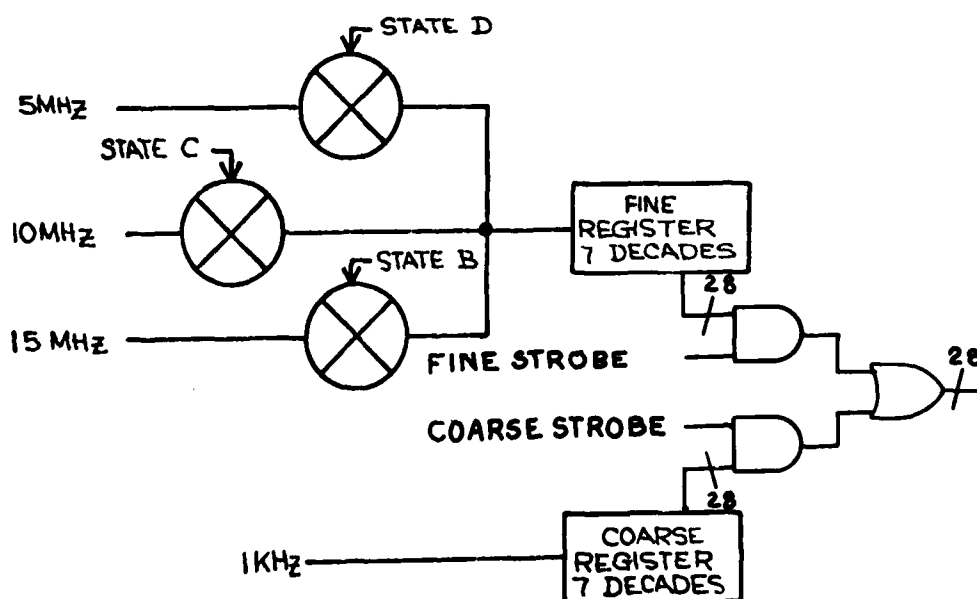 STATE D
5MHz
STATE C
10MHz
STATE B
15 MHz
FINE
REGISTER
7 DECADES
28
FINE STROBE
28
COARSE STROBE
28
COARSE
REGISTER
7 DECADES
1KHz